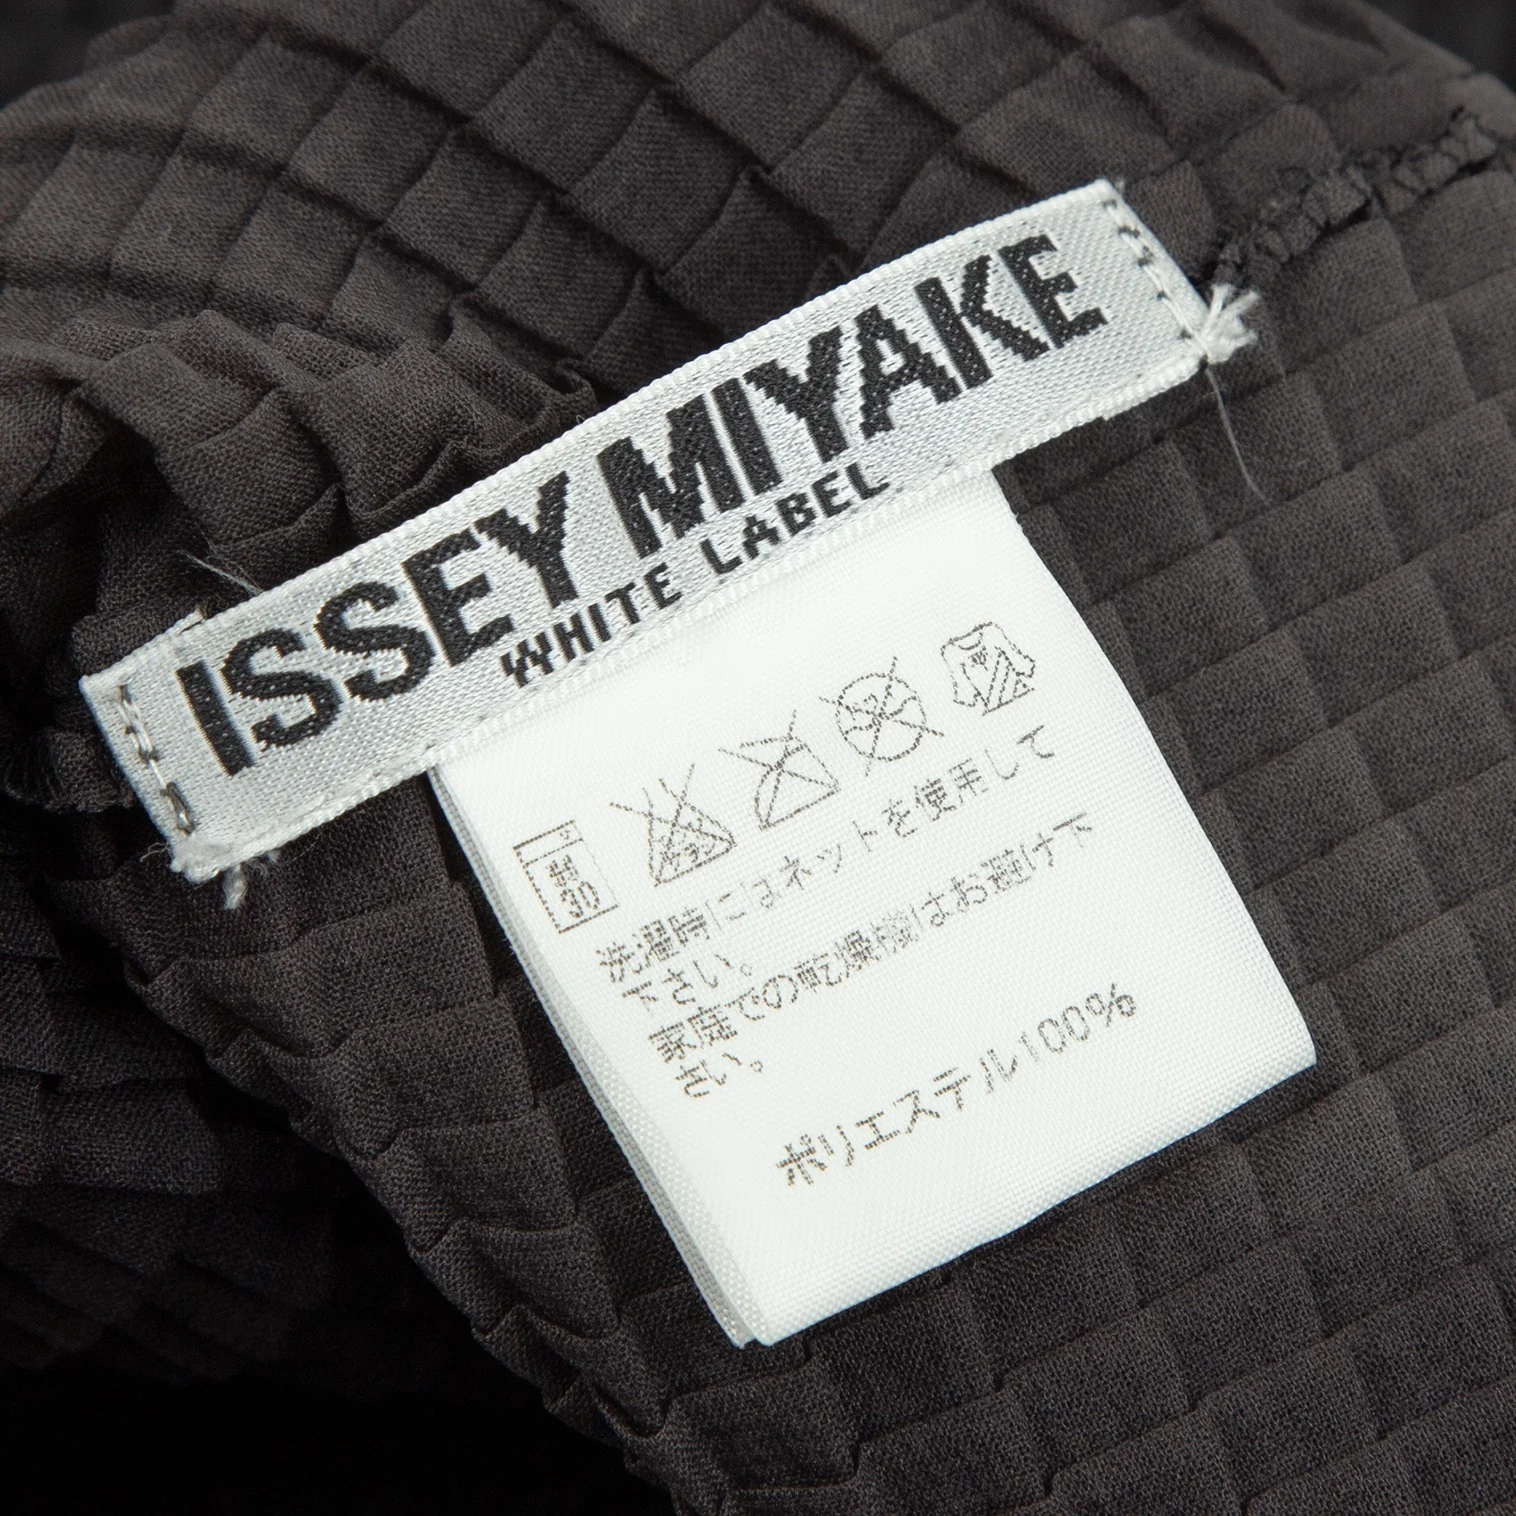 ISSEY MIYAKE
WHITE LABEL
弱
30
洗濯時にはネットを使用して
下さい。
家庭での乾燥機はお避け下
さい。
ポリエステル100%